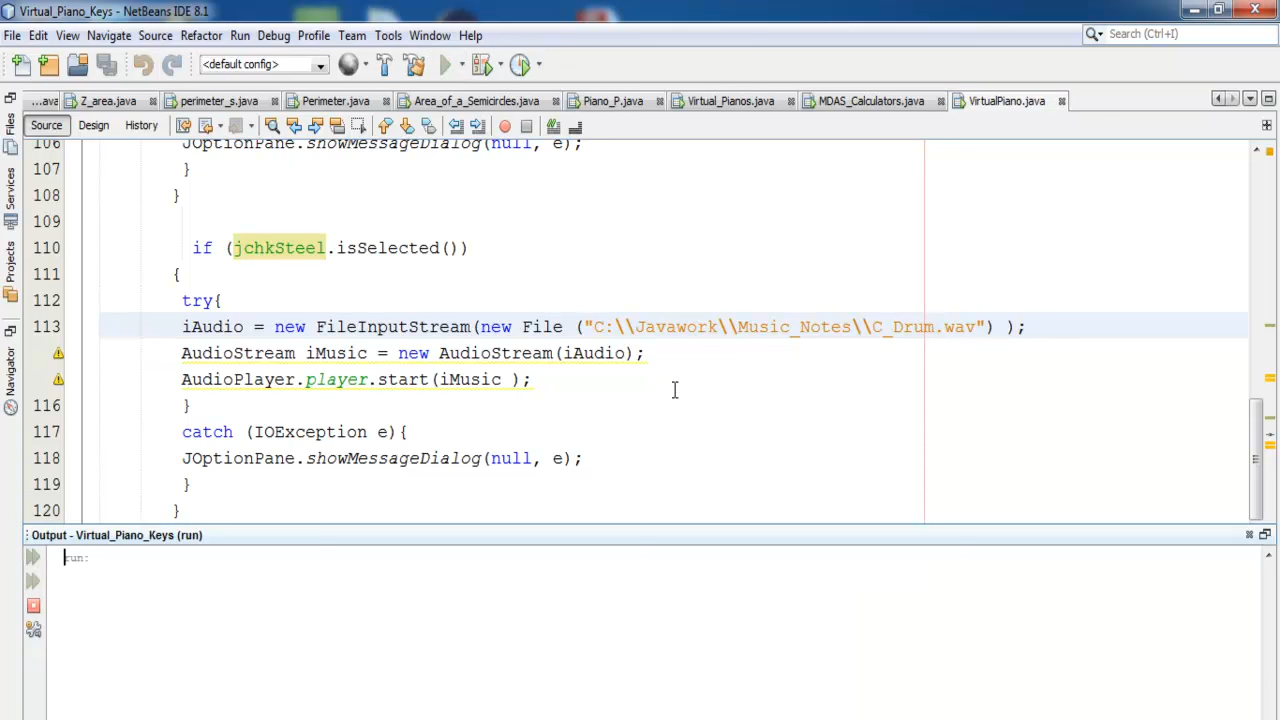 Virtual_Piano_Keys - NetBeans IDE 8.1
File Edit View Navigate Source Refactor Run Debug Profile Team Tools Window Help
Search (Ctrl+I)
<default config>
...ava Z_area.java perimeter_s.java Perimeter.java Area_of_a_Semicircles.java Piano_P.java Virtual_Pianos.java MDAS_Calculators.java VirtualPiano.java
Source Design History
Files
Services
Projects
Navigator
106 JOptionPane.showMessageDialog(null, e);
107 }
108 }
109
110 if (jchkSteel.isSelected())
111 {
112 try{
113 iAudio = new FileInputStream(new File ("C:\\Javawork\\Music_Notes\\C_Drum.wav") );
AudioStream iMusic = new AudioStream(iAudio);
AudioPlayer.player.start(iMusic );
116 }
117 catch (IOException e){
118 JOptionPane.showMessageDialog(null, e);
119 }
120 }
Output - Virtual_Piano_Keys (run)
run: